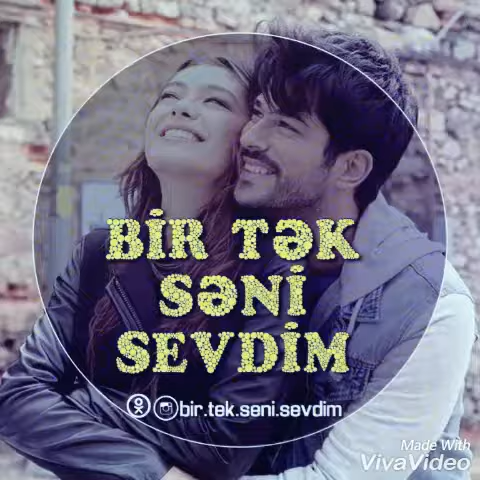 BİR TƏK
SƏNİ
SEVDİM
bir.tek.seni.sevdim
Made With
VivaVideo